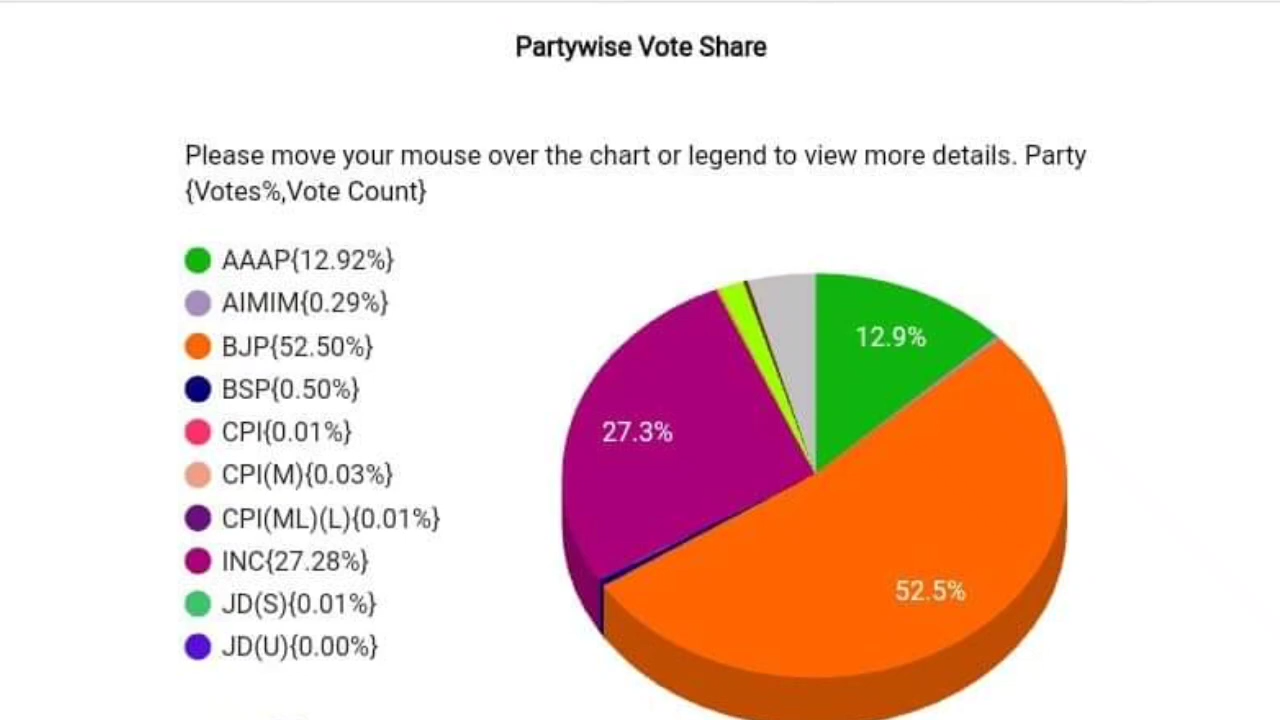 Partywise Vote Share
Please move your mouse over the chart or legend to view more details. Party
{Votes%,Vote Count}
AAAP{12.92%}
AIMIM{0.29%}
BJP{52.50%}
BSP{0.50%}
CPI{0.01%}
CPI(M){0.03%}
CPI(ML)(L){0.01%}
INC{27.28%}
JD(S){0.01%}
JD(U){0.00%}
12.9%
27.3%
52.5%